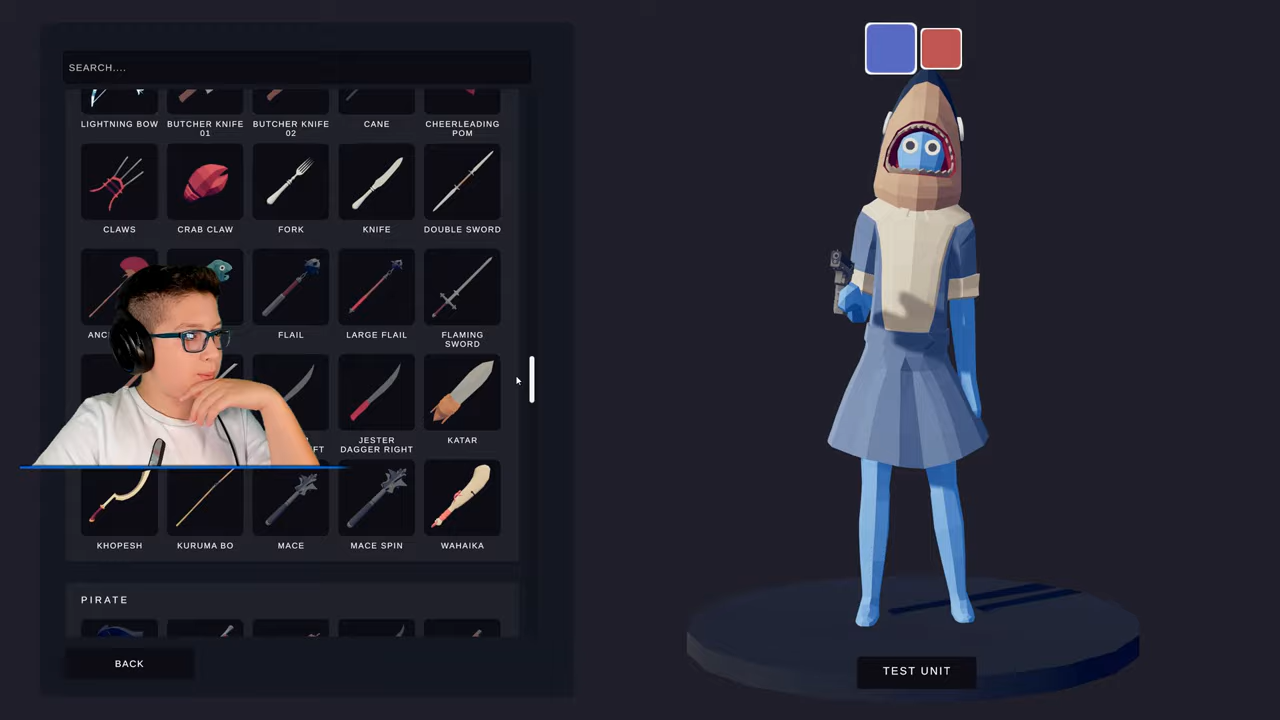 SEARCH....
LIGHTNING BOW
BUTCHER KNIFE
01
BUTCHER KNIFE
02
CANE
CHEERLEADING
POM
CLAWS
CRAB CLAW
FORK
KNIFE
DOUBLE SWORD
FLAIL
LARGE FLAIL
FLAMING
SWORD
JESTER
DAGGER RIGHT
KATAR
KHOPESH
KURUMA BO
MACE
MACE SPIN
WAHAIKA
PIRATE
BACK
TEST UNIT